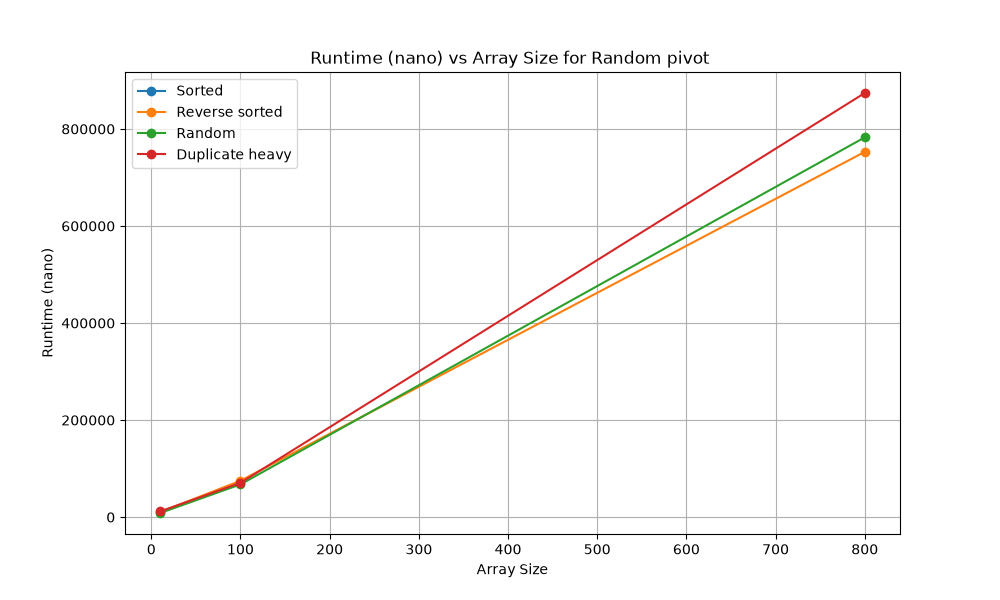 Runtime (nano) vs Array Size for Random pivot
Sorted
Reverse sorted
Random
Duplicate heavy
Runtime (nano)
800000
600000
400000
200000
0
0 100 200 300 400 500 600 700 800
Array Size